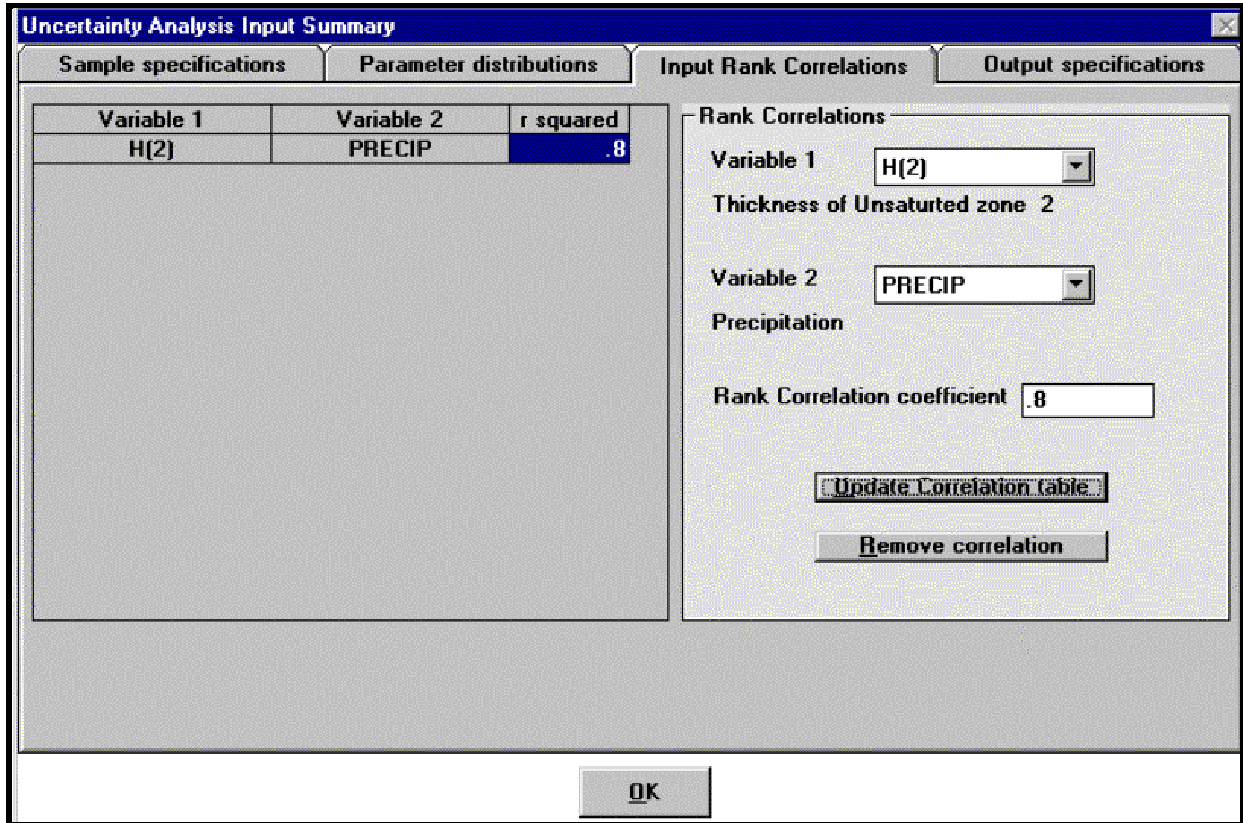 Uncertainty Analysis Input Summary
Sample specifications
Parameter distributions
Input Rank Correlations
Output specifications
Variable 1 Variable 2 r squared
H(2) PRECIP .8
Rank Correlations
Variable 1 H(2)
Thickness of Unsaturted zone 2
Variable 2 PRECIP
Precipitation
Rank Correlation coefficient .8
Update Correlation table
Remove correlation
OK